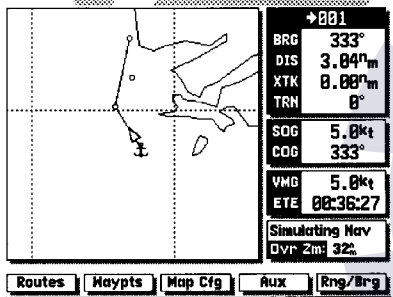 →001
BRG 333°
DIS 3.04nm
XTK 0.00nm
TRN 0°
SOG 5.0kt
COG 333°
VMG 5.0kt
ETE 00:36:27
Simulating Nav
Ovr Zm: 32nm
Routes Waypts Map Cfg Aux Rng/Brg